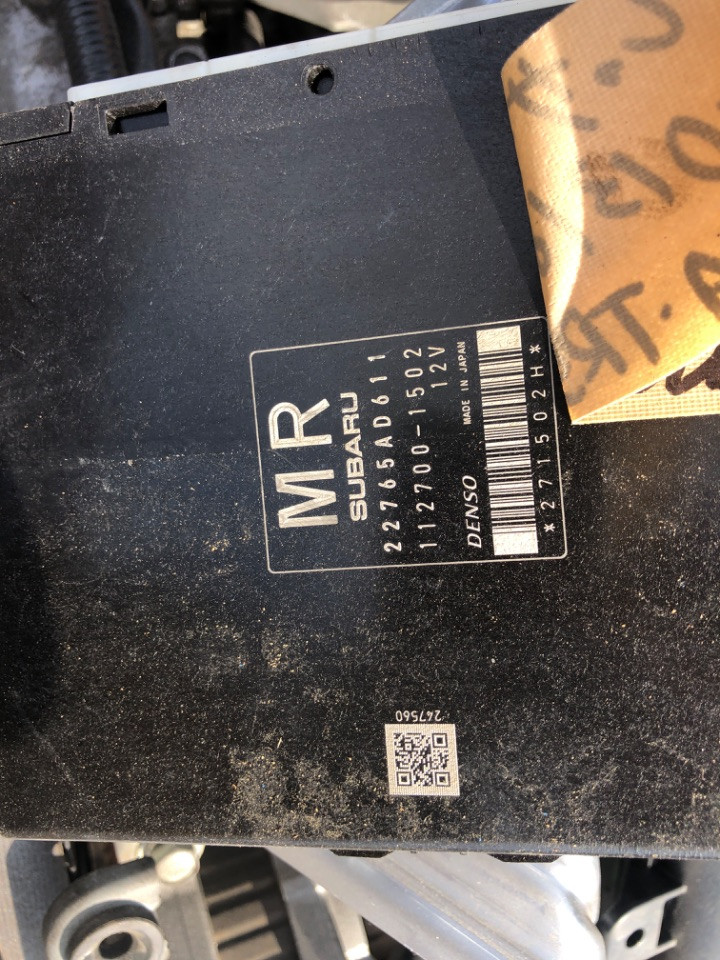 MR
SUBARU
22765AD611
112700-1502
12V
DENSO MADE IN JAPAN
*271502H*
247560